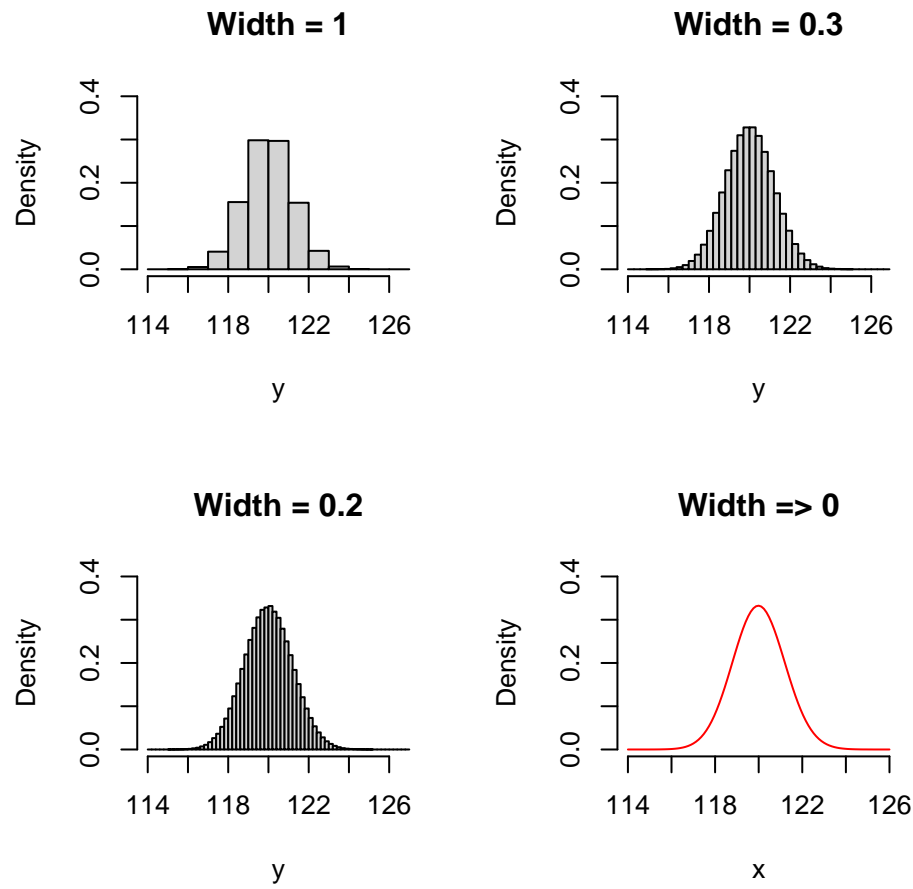 Width = 1
Density
0.0 0.2 0.4
114 118 122 126
y
Width = 0.3
Density
0.0 0.2 0.4
114 118 122 126
y
Width = 0.2
Density
0.0 0.2 0.4
114 118 122 126
y
Width => 0
Density
0.0 0.2 0.4
114 118 122 126
x